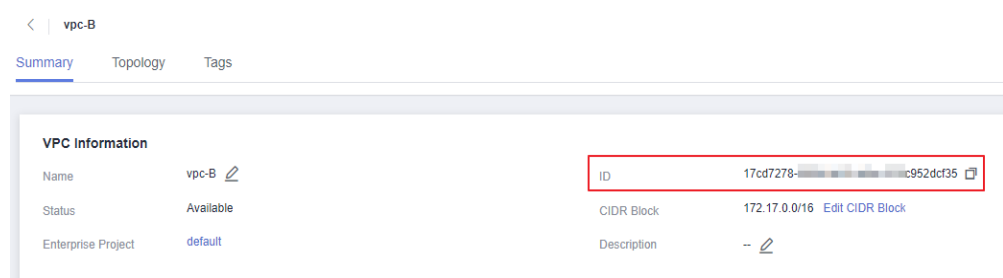 vpc-B
Summary Topology Tags
VPC Information
Name vpc-B ID 17cd7278- c952dcf35
Status Available CIDR Block 172.17.0.0/16 Edit CIDR Block
Enterprise Project default Description --